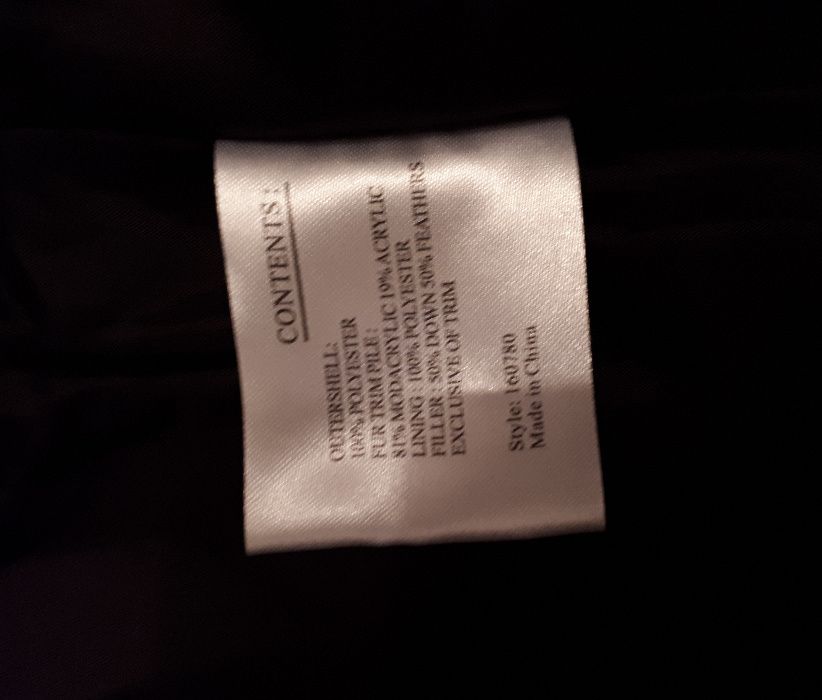 CONTENTS :
OUTERSHELL:
100% POLYESTER
FUR TRIM PILE :
81% MODACRYLIC 19% ACRYLIC
LINING : 100% POLYESTER
FILLER : 50% DOWN 50% FEATHERS
EXCLUSIVE OF TRIM
Style: 160780
Made in China